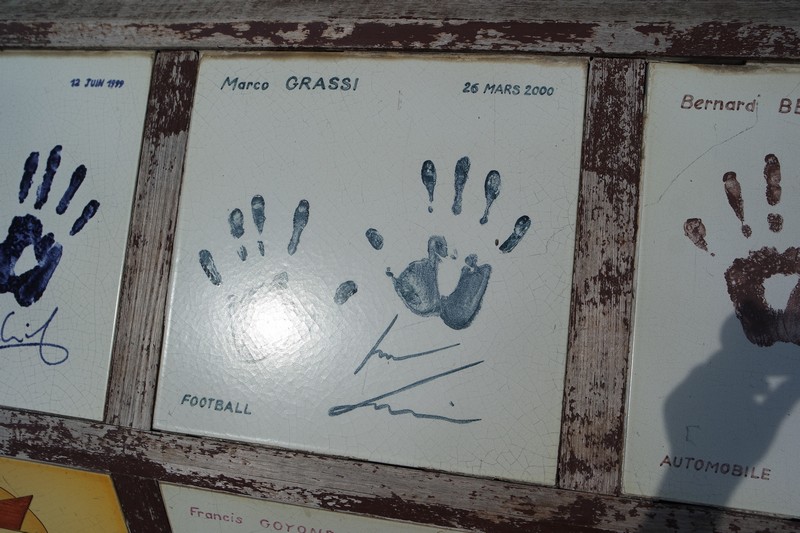 12 JUIN 1999
Marco GRASSI
26 MARS 2000
FOOTBALL
Bernard
AUTOMOBILE
Francis